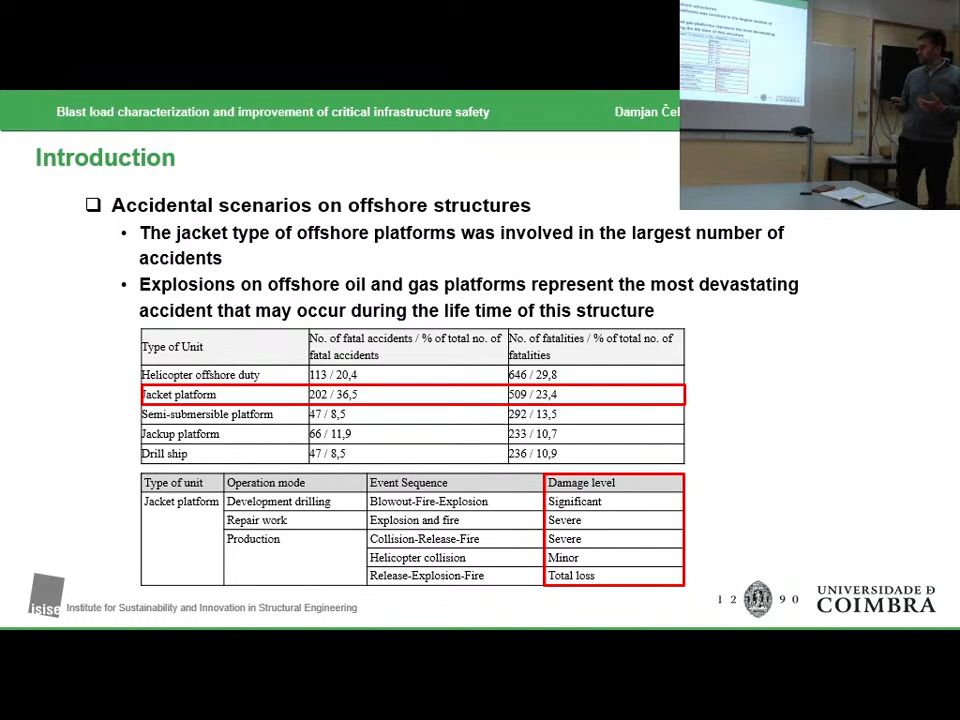 Blast load characterization and improvement of critical infrastructure safety
Damjan
Introduction
Accidental scenarios on offshore structures
• The jacket type of offshore platforms was involved in the largest number of
accidents
• Explosions on offshore oil and gas platforms represent the most devastating
accident that may occur during the life time of this structure
Type of Unit No. of fatal accidents / % of total no. of fatal accidents No. of fatalities / % of total no. of fatalities
Helicopter offshore duty 113 / 20,4 646 / 29,8
Jacket platform 202 / 36,5 509 / 23,4
Semi-submersible platform 47 / 8,5 292 / 13,5
Jackup platform 66 / 11,9 233 / 10,7
Drill ship 47 / 8,5 236 / 10,9
Type of unit Operation mode Event Sequence Damage level
Jacket platform Development drilling Blowout-Fire-Explosion Significant
Repair work Explosion and fire Severe
Production Collision-Release-Fire Severe
Helicopter collision Minor
Release-Explosion-Fire Total loss
isise Institute for Sustainability and Innovation in Structural Engineering
12 90
UNIVERSIDADE D
COIMBRA